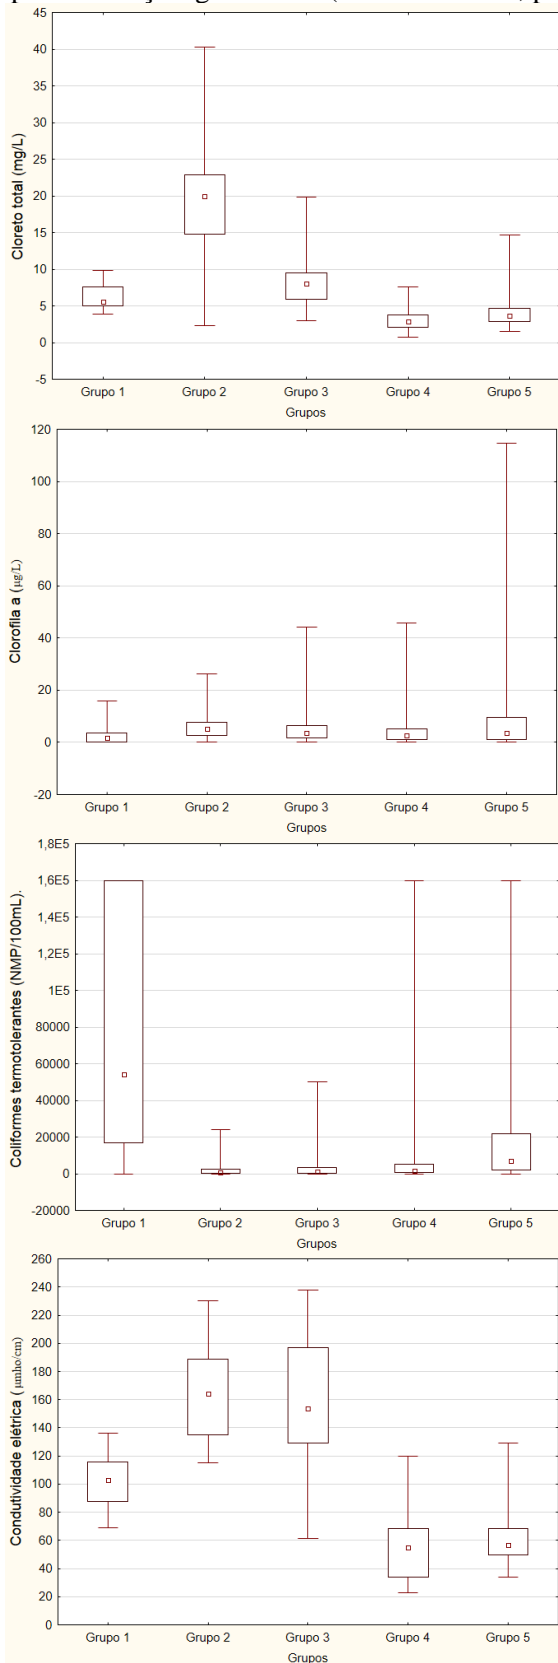 45
40
35
30
25
20
15
10
5
0
-5
Cloreto total (mg/L)
Grupo 1 Grupo 2 Grupo 3 Grupo 4 Grupo 5
Grupos
120
100
80
60
40
20
0
-20
Clorofila a (µg/L)
Grupo 1 Grupo 2 Grupo 3 Grupo 4 Grupo 5
Grupos
1,8E5
1,6E5
1,4E5
1,2E5
1E5
80000
60000
40000
20000
0
-20000
Coliformes termotolerantes (NMP/100mL).
Grupo 1 Grupo 2 Grupo 3 Grupo 4 Grupo 5
Grupos
260
240
220
200
180
160
140
120
100
80
60
40
20
0
Condutividade elétrica ( µmho/cm)
Grupo 1 Grupo 2 Grupo 3 Grupo 4 Grupo 5
Grupos